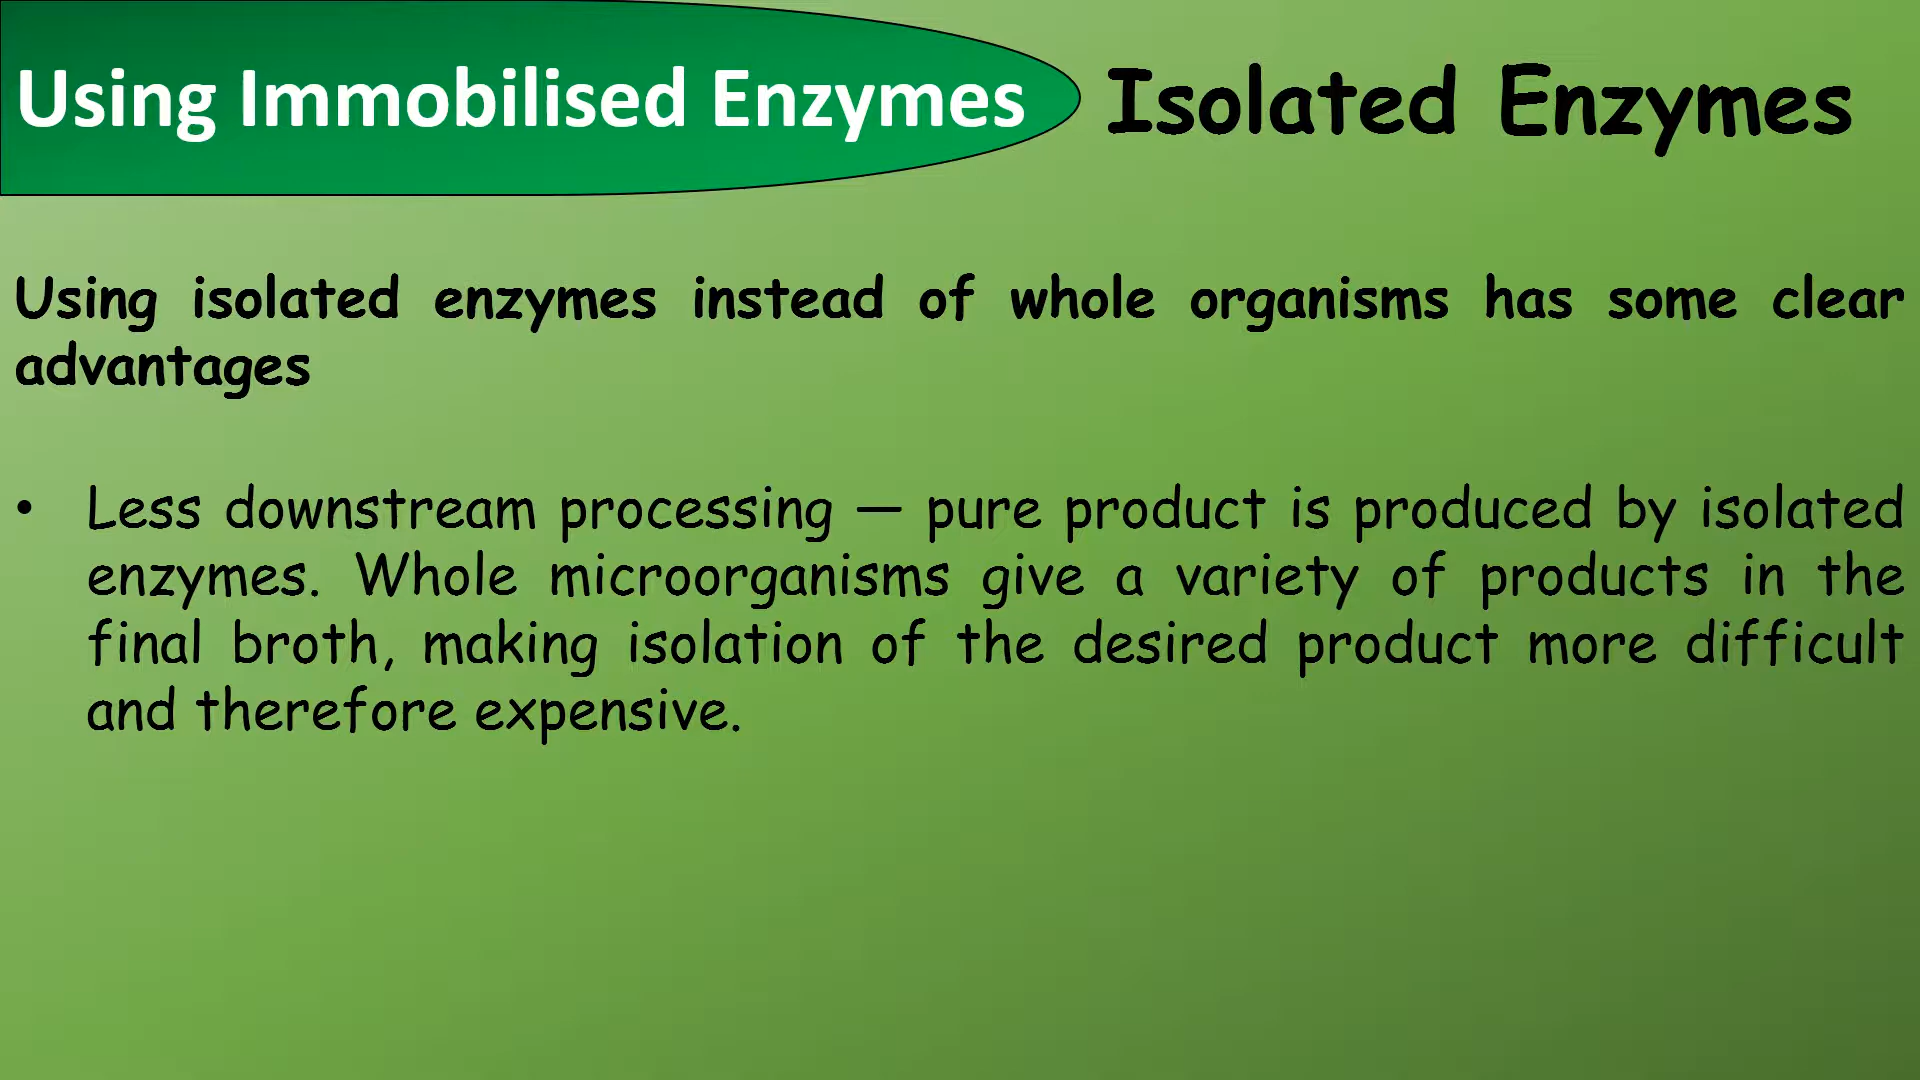 Using Immobilised Enzymes
Isolated Enzymes
Using isolated enzymes instead of whole organisms has some clear
advantages
• Less downstream processing — pure product is produced by isolated
enzymes. Whole microorganisms give a variety of products in the
final broth, making isolation of the desired product more difficult
and therefore expensive.